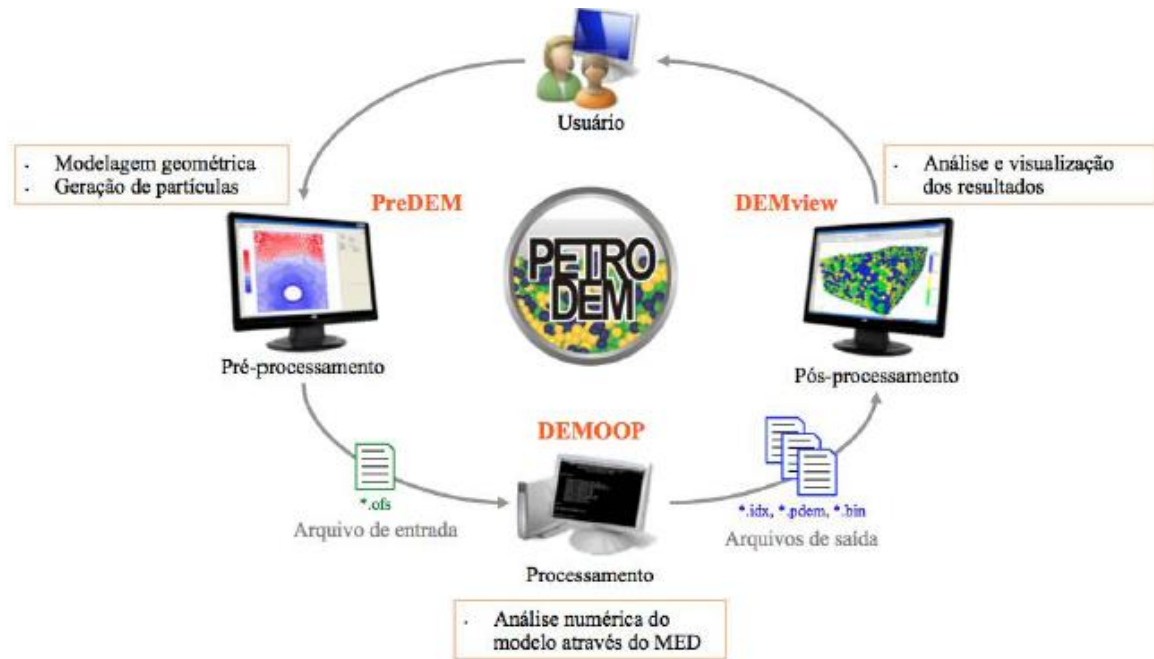 Usuário
Modelagem geométrica
Geração de partículas
PreDEM
DEMview
Análise e visualização
dos resultados
PETRO
DEM
Pré-processamento
Pós-processamento
DEMOOP
*.ofs
Arquivo de entrada
*.idx, *.pdem, *.bin
Arquivos de saída
Processamento
Análise numérica do
modelo através do MED